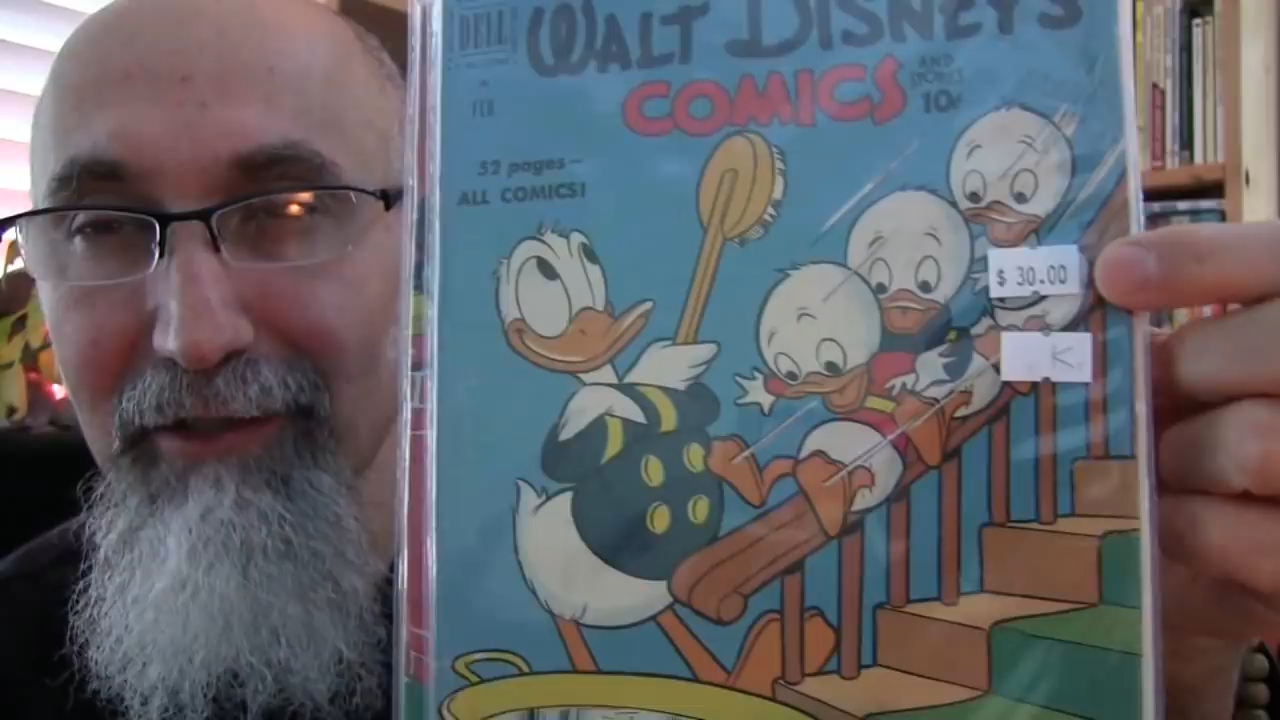 DELL
WALT DISNEY'S
COMICS
AND
STORIES
10¢
FEB
52 pages—
ALL COMICS!
$ 30.00
K